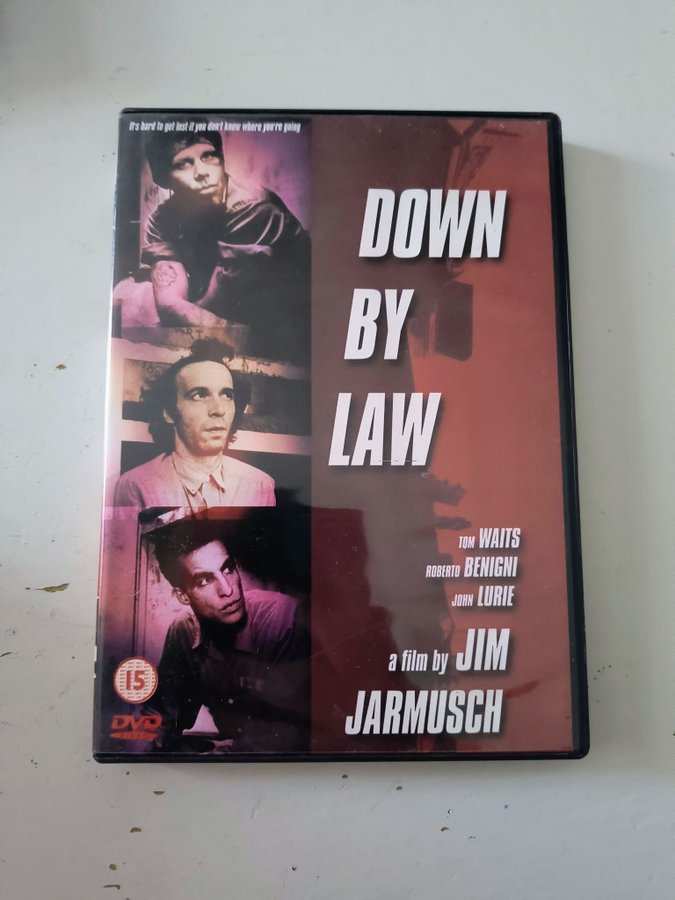 It's hard to get lost if you don't know where you're going
DOWN
BY
LAW
TOM WAITS
ROBERTO BENIGNI
JOHN LURIE
a film by JIM
JARMUSCH
15
DVD
VIDEO